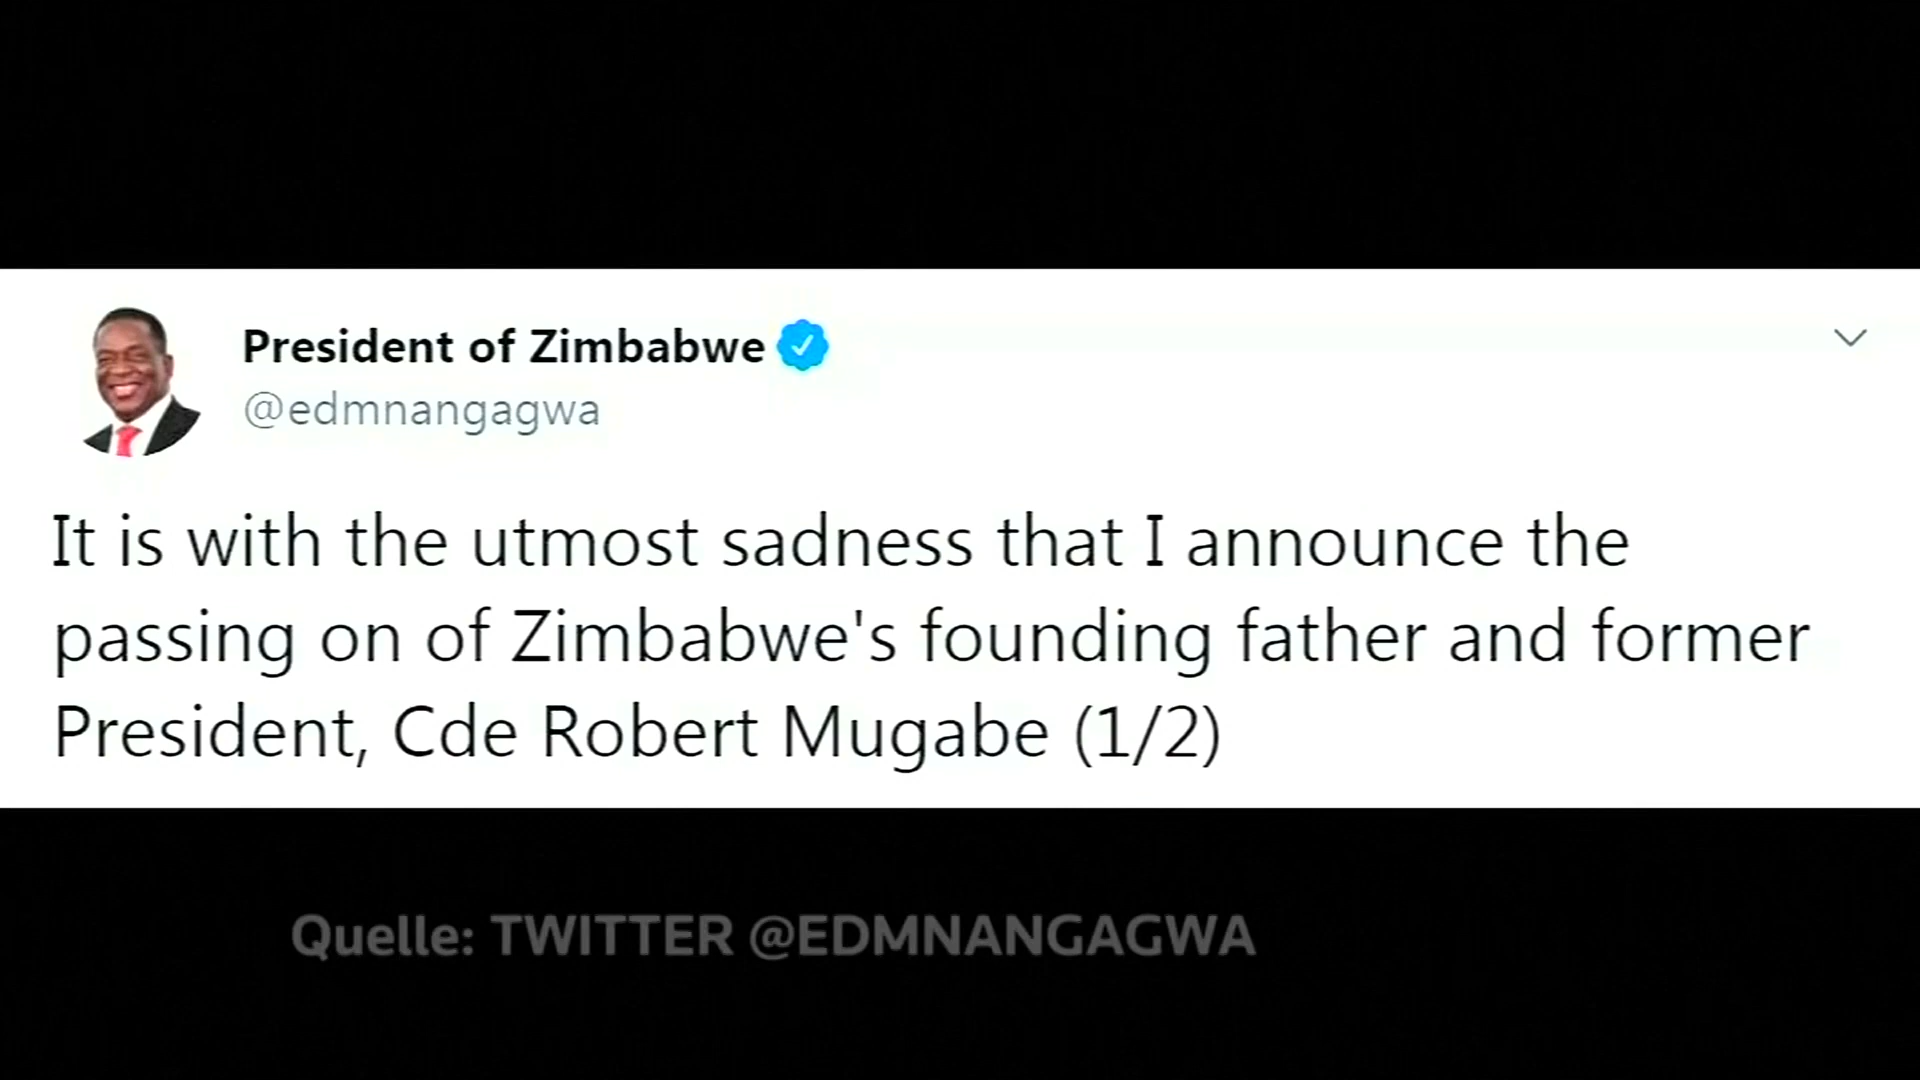 President of Zimbabwe
@edmnangagwa
It is with the utmost sadness that I announce the
passing on of Zimbabwe's founding father and former
President, Cde Robert Mugabe (1/2)
Quelle: TWITTER @EDMNANGAGWA